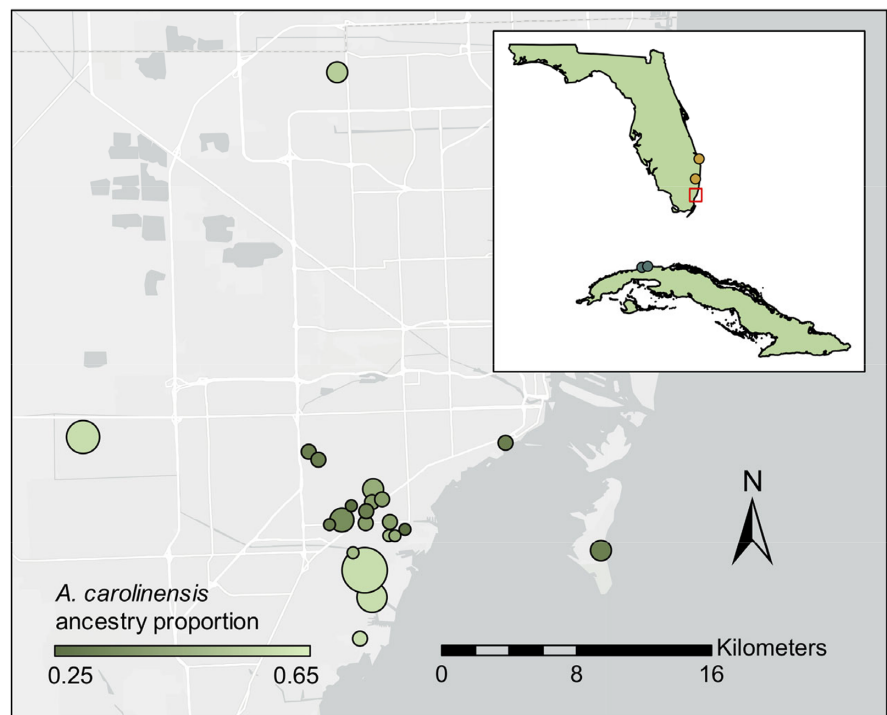 N
A. carolinensis
ancestry proportion
0.25 0.65
Kilometers
0 8 16